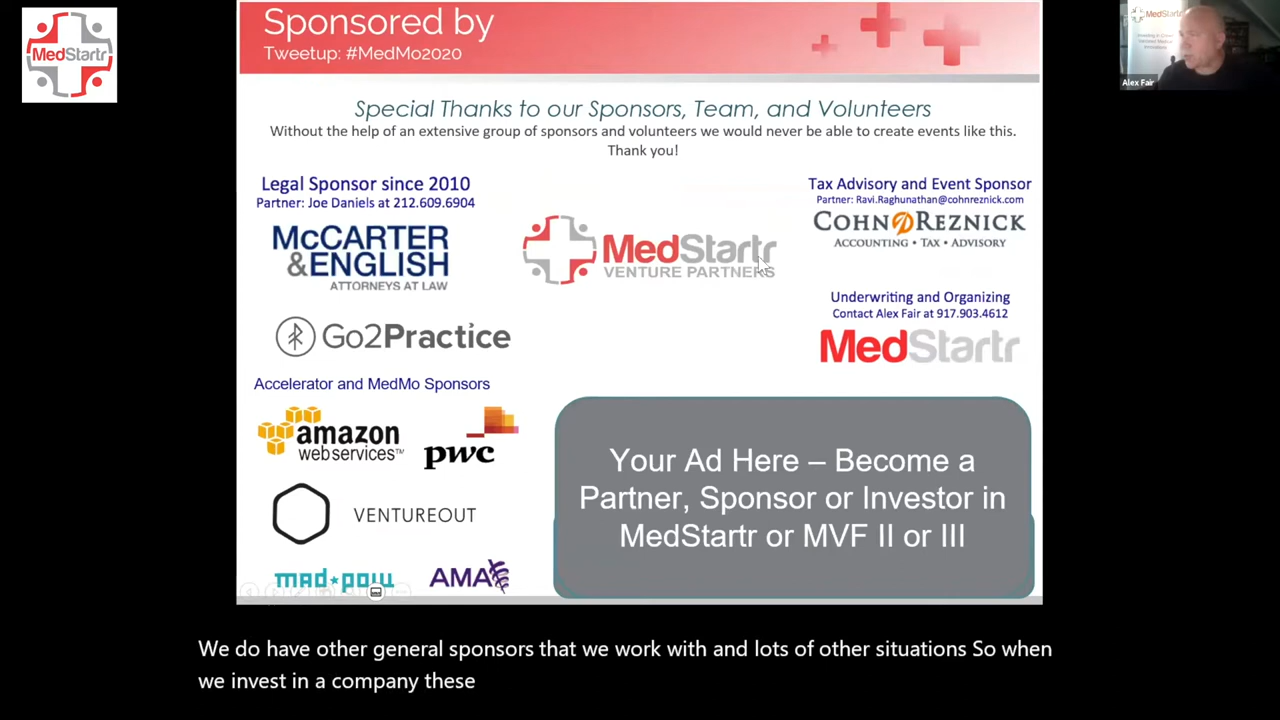 MedStartr
Sponsored by
Tweetup: #MedMo2020
Special Thanks to our Sponsors, Team, and Volunteers
Without the help of an extensive group of sponsors and volunteers we would never be able to create events like this.
Thank you!
Legal Sponsor since 2010
Partner: Joe Daniels at 212.609.6904
McCARTER
&ENGLISH
ATTORNEYS AT LAW
Go2Practice
MedStartr
VENTURE PARTNERS
Tax Advisory and Event Sponsor
Partner: Ravi.Raghunathan@cohnreznick.com
COHNREZNICK
ACCOUNTING • TAX • ADVISORY
Underwriting and Organizing
Contact Alex Fair at 917.903.4612
MedStartr
Accelerator and MedMo Sponsors
amazon
webservices™
pwc
VENTUREOUT
mad*pow
AMA
Your Ad Here – Become a
Partner, Sponsor or Investor in
MedStartr or MVF II or III
MedStartr
Alex Fair
We do have other general sponsors that we work with and lots of other situations So when
we invest in a company these